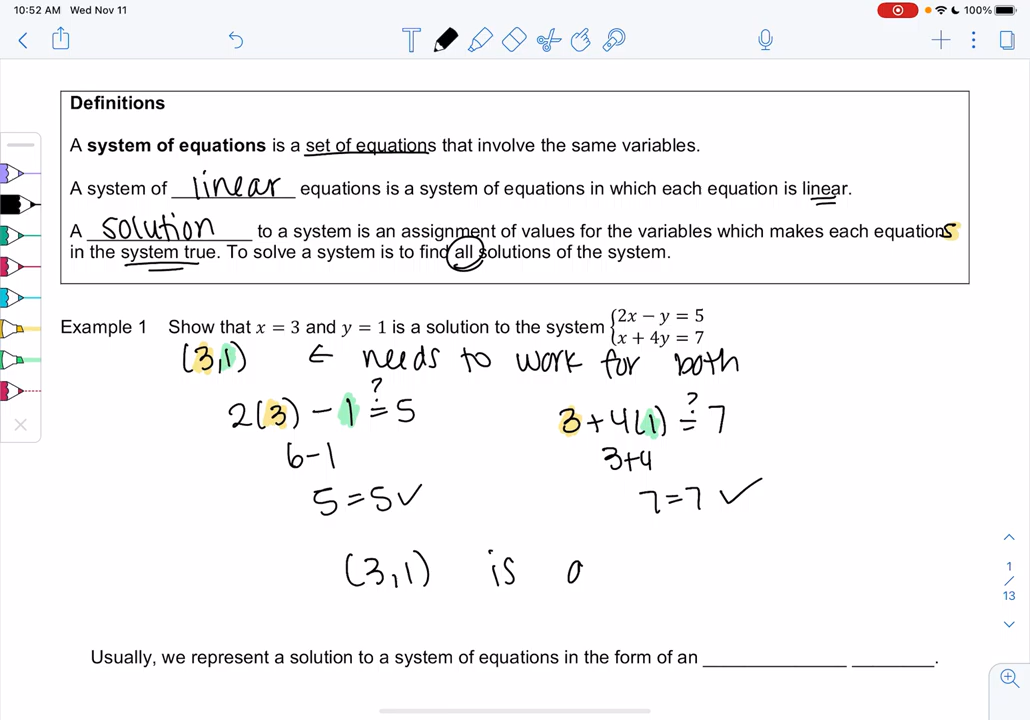 10:52 AM Wed Nov 11
100%
T
Definitions
A system of equations is a set of equations that involve the same variables.
A system of linear equations is a system of equations in which each equation is linear.
A solution to a system is an assignment of values for the variables which makes each equations
in the system true. To solve a system is to find all solutions of the system.
Example 1 Show that x = 3 and y = 1 is a solution to the system {2x − y = 5
{x + 4y = 7
(3,1) ← needs to work for both
2(3) − 1 ?= 5
3 + 4(1) ?= 7
6−1
3+4
5 = 5 ✓
7 = 7 ✓
(3,1) is a
Usually, we represent a solution to a system of equations in the form of an ______________ ________.
1
/
13